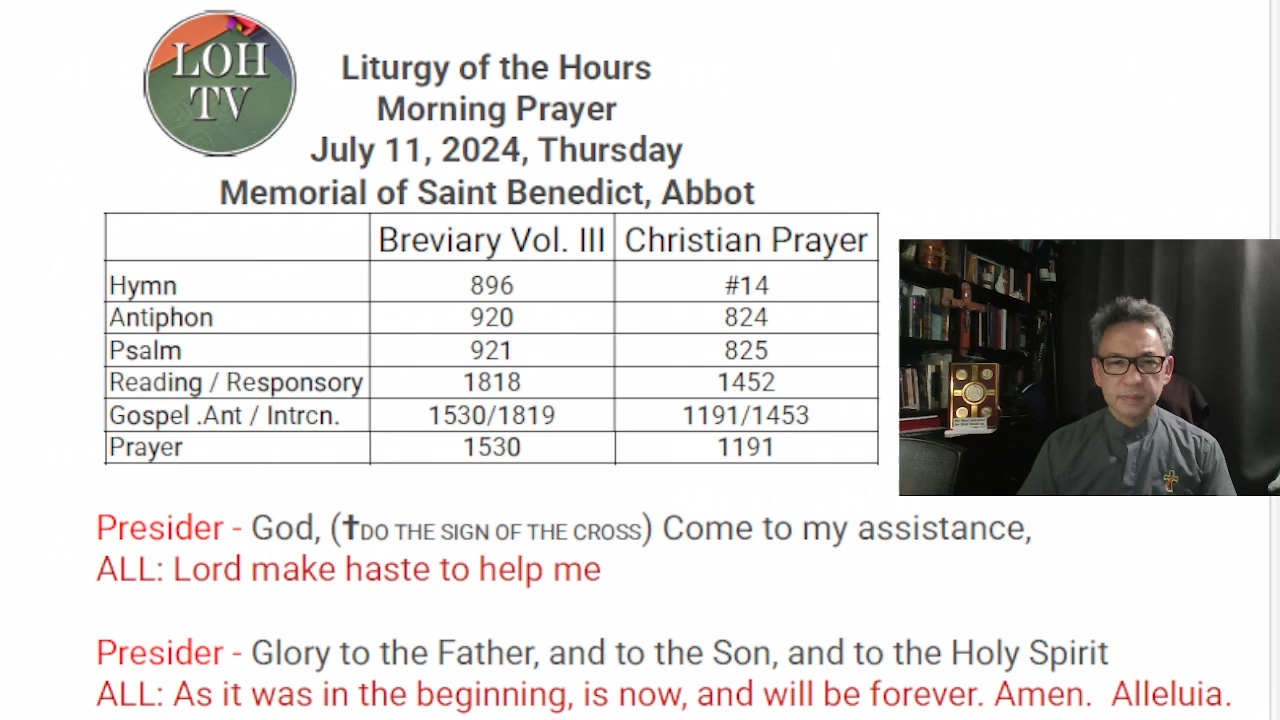 LOH
TV
Liturgy of the Hours
Morning Prayer
July 11, 2024, Thursday
Memorial of Saint Benedict, Abbot
Breviary Vol. III Christian Prayer
Hymn 896 #14
Antiphon 920 824
Psalm 921 825
Reading / Responsory 1818 1452
Gospel .Ant / Intrcn. 1530/1819 1191/1453
Prayer 1530 1191
Presider - God, (✝DO THE SIGN OF THE CROSS) Come to my assistance,
ALL: Lord make haste to help me
Presider - Glory to the Father, and to the Son, and to the Holy Spirit
ALL: As it was in the beginning, is now, and will be forever. Amen. Alleluia.